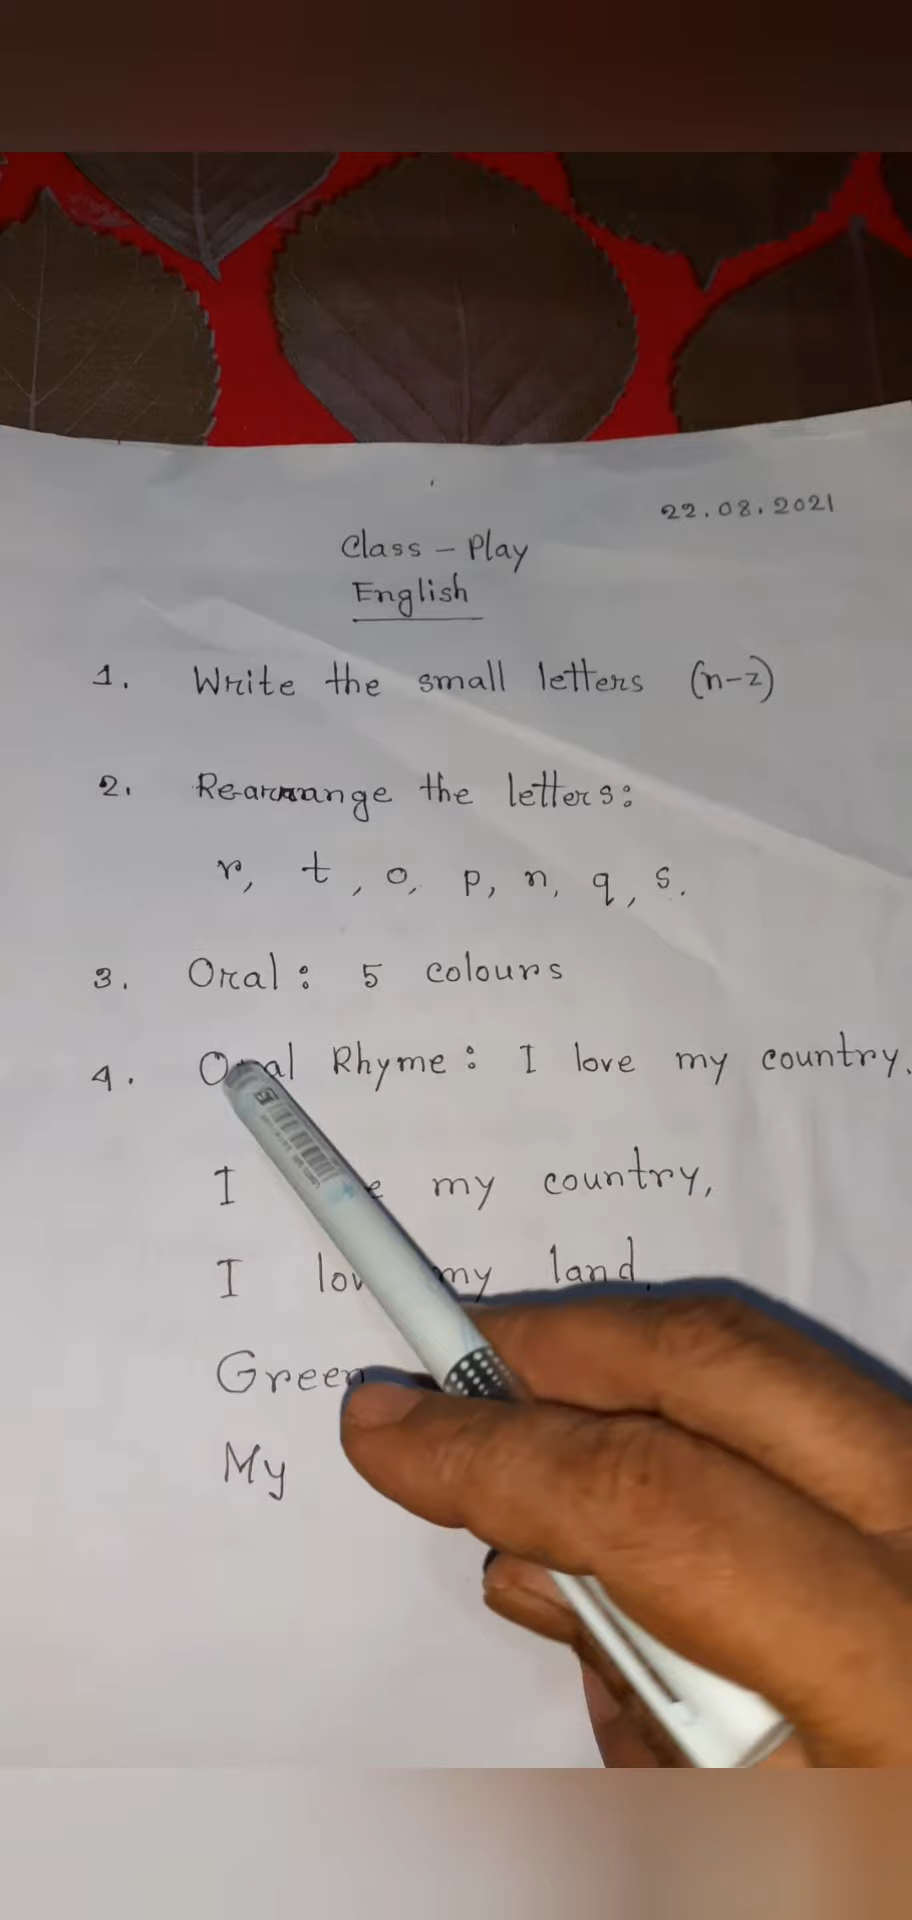 22.08.2021
Class - Play
English
1. Write the small letters (n-z)
2. Rearrange the letters:
r, t, o, p, n, q, s.
3. Oral: 5 colours
4. Oral Rhyme: I love my country.
I my country,
I my land.
Green
My